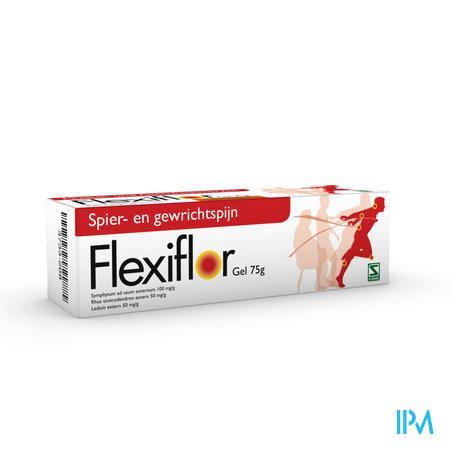 Spier- en gewrichtspijn
Flexiflor
Gel 75g
Symphytum ad usum externum 100 mg/g
Rhus toxicodendron extern 50 mg/g
Ledum extern 50 mg/g
IPM